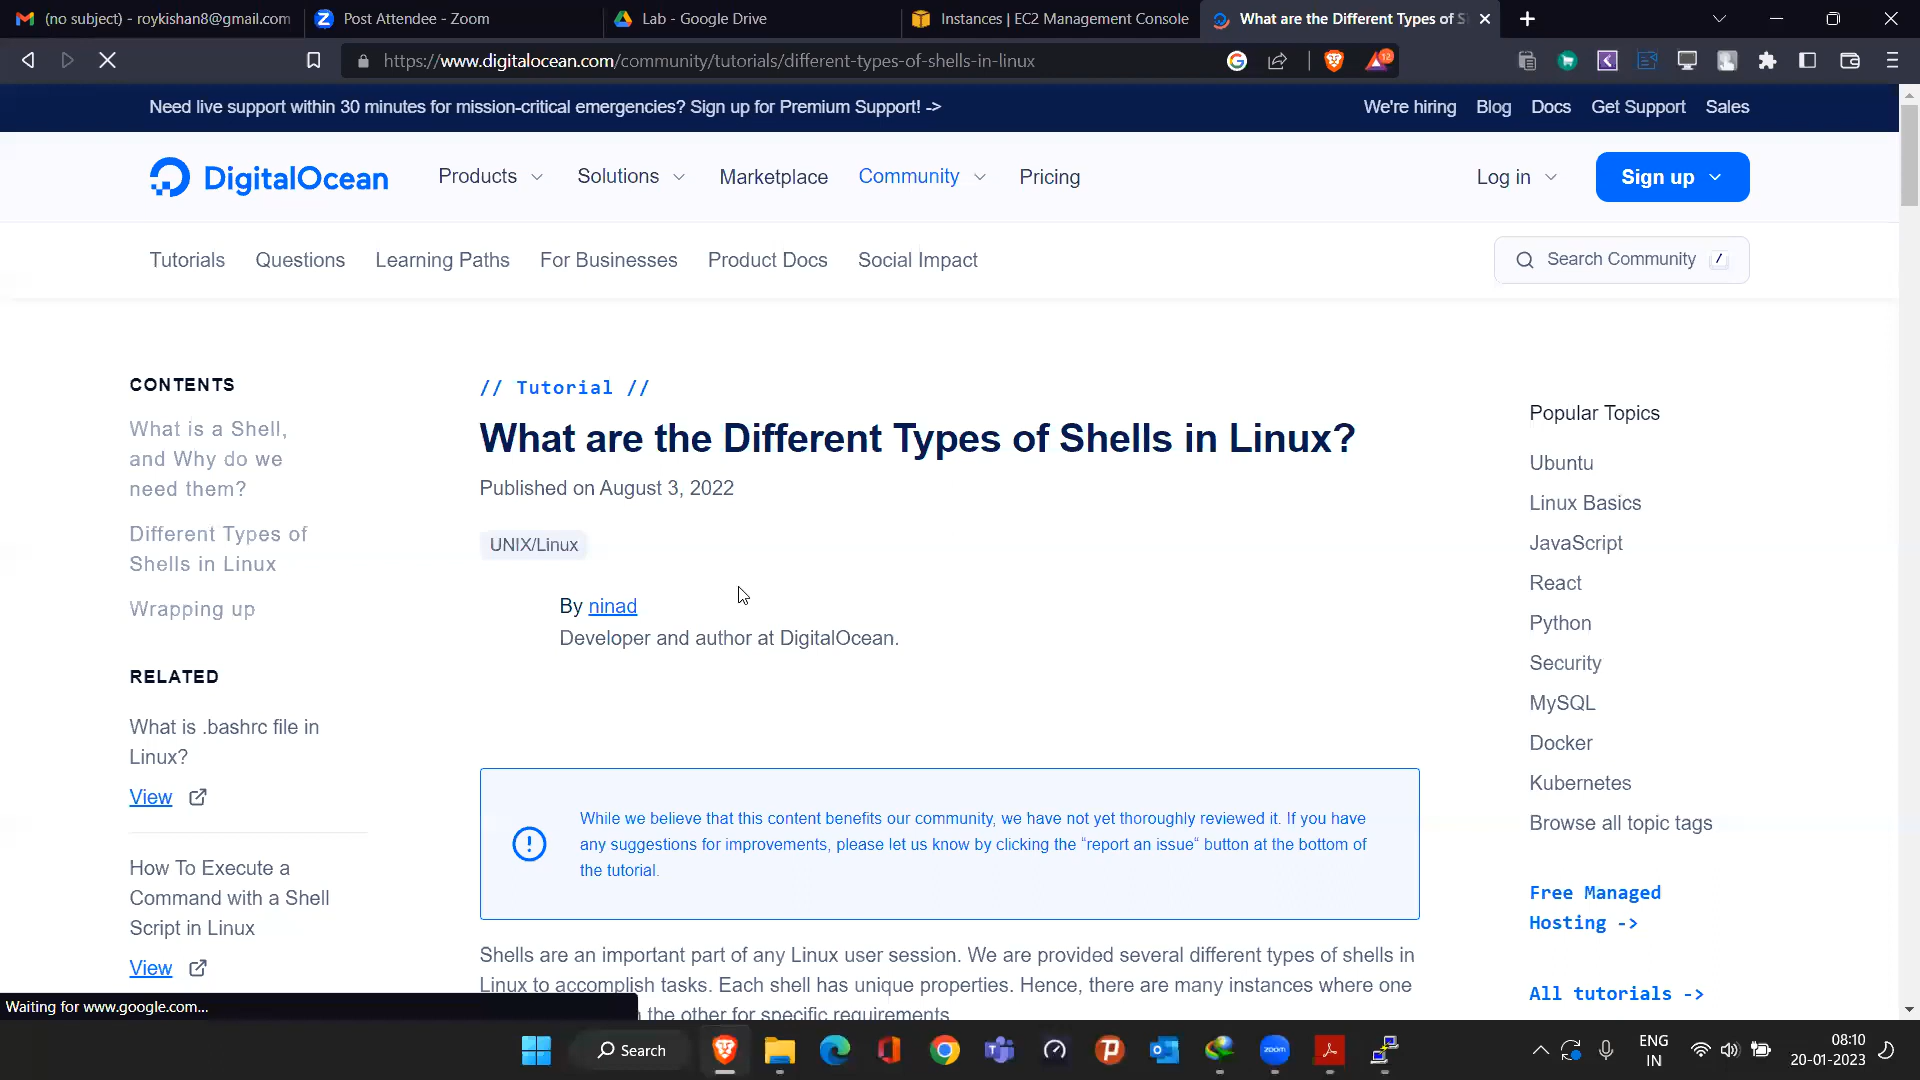 (no subject) - roykishan8@gmail.com
Post Attendee - Zoom
Lab - Google Drive
Instances | EC2 Management Console
What are the Different Types of S
https://www.digitalocean.com/community/tutorials/different-types-of-shells-in-linux
12
Need live support within 30 minutes for mission-critical emergencies? Sign up for Premium Support! ->
We're hiring Blog Docs Get Support Sales
DigitalOcean
Products Solutions Marketplace Community Pricing
Log in
Sign up
Tutorials Questions Learning Paths For Businesses Product Docs Social Impact
Search Community /
CONTENTS
What is a Shell,
and Why do we
need them?
Different Types of
Shells in Linux
Wrapping up
RELATED
What is .bashrc file in
Linux?
View
How To Execute a
Command with a Shell
Script in Linux
View
// Tutorial //
What are the Different Types of Shells in Linux?
Published on August 3, 2022
UNIX/Linux
By ninad
Developer and author at DigitalOcean.
While we believe that this content benefits our community, we have not yet thoroughly reviewed it. If you have
any suggestions for improvements, please let us know by clicking the “report an issue“ button at the bottom of
the tutorial.
Shells are an important part of any Linux user session. We are provided several different types of shells in
Linux to accomplish tasks. Each shell has unique properties. Hence, there are many instances where one
the other for specific requirements
Popular Topics
Ubuntu
Linux Basics
JavaScript
React
Python
Security
MySQL
Docker
Kubernetes
Browse all topic tags
Free Managed
Hosting ->
All tutorials ->
Waiting for www.google.com...
Search
zoom
ENG
IN
08:10
20-01-2023